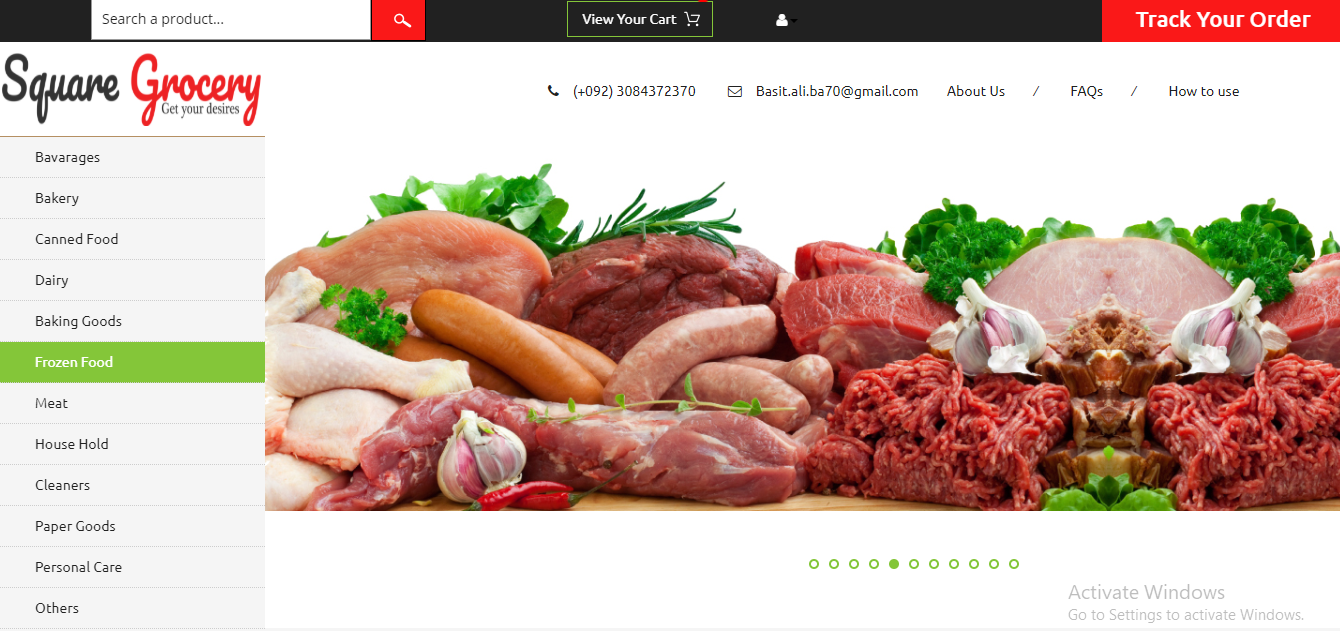 Search a product...
View Your Cart
Track Your Order
Square Grocery
Get your desires
(+092) 3084372370
Basit.ali.ba70@gmail.com
About Us / FAQs / How to use
Bavarages
Bakery
Canned Food
Dairy
Baking Goods
Frozen Food
Meat
House Hold
Cleaners
Paper Goods
Personal Care
Others
Activate Windows
Go to Settings to activate Windows.